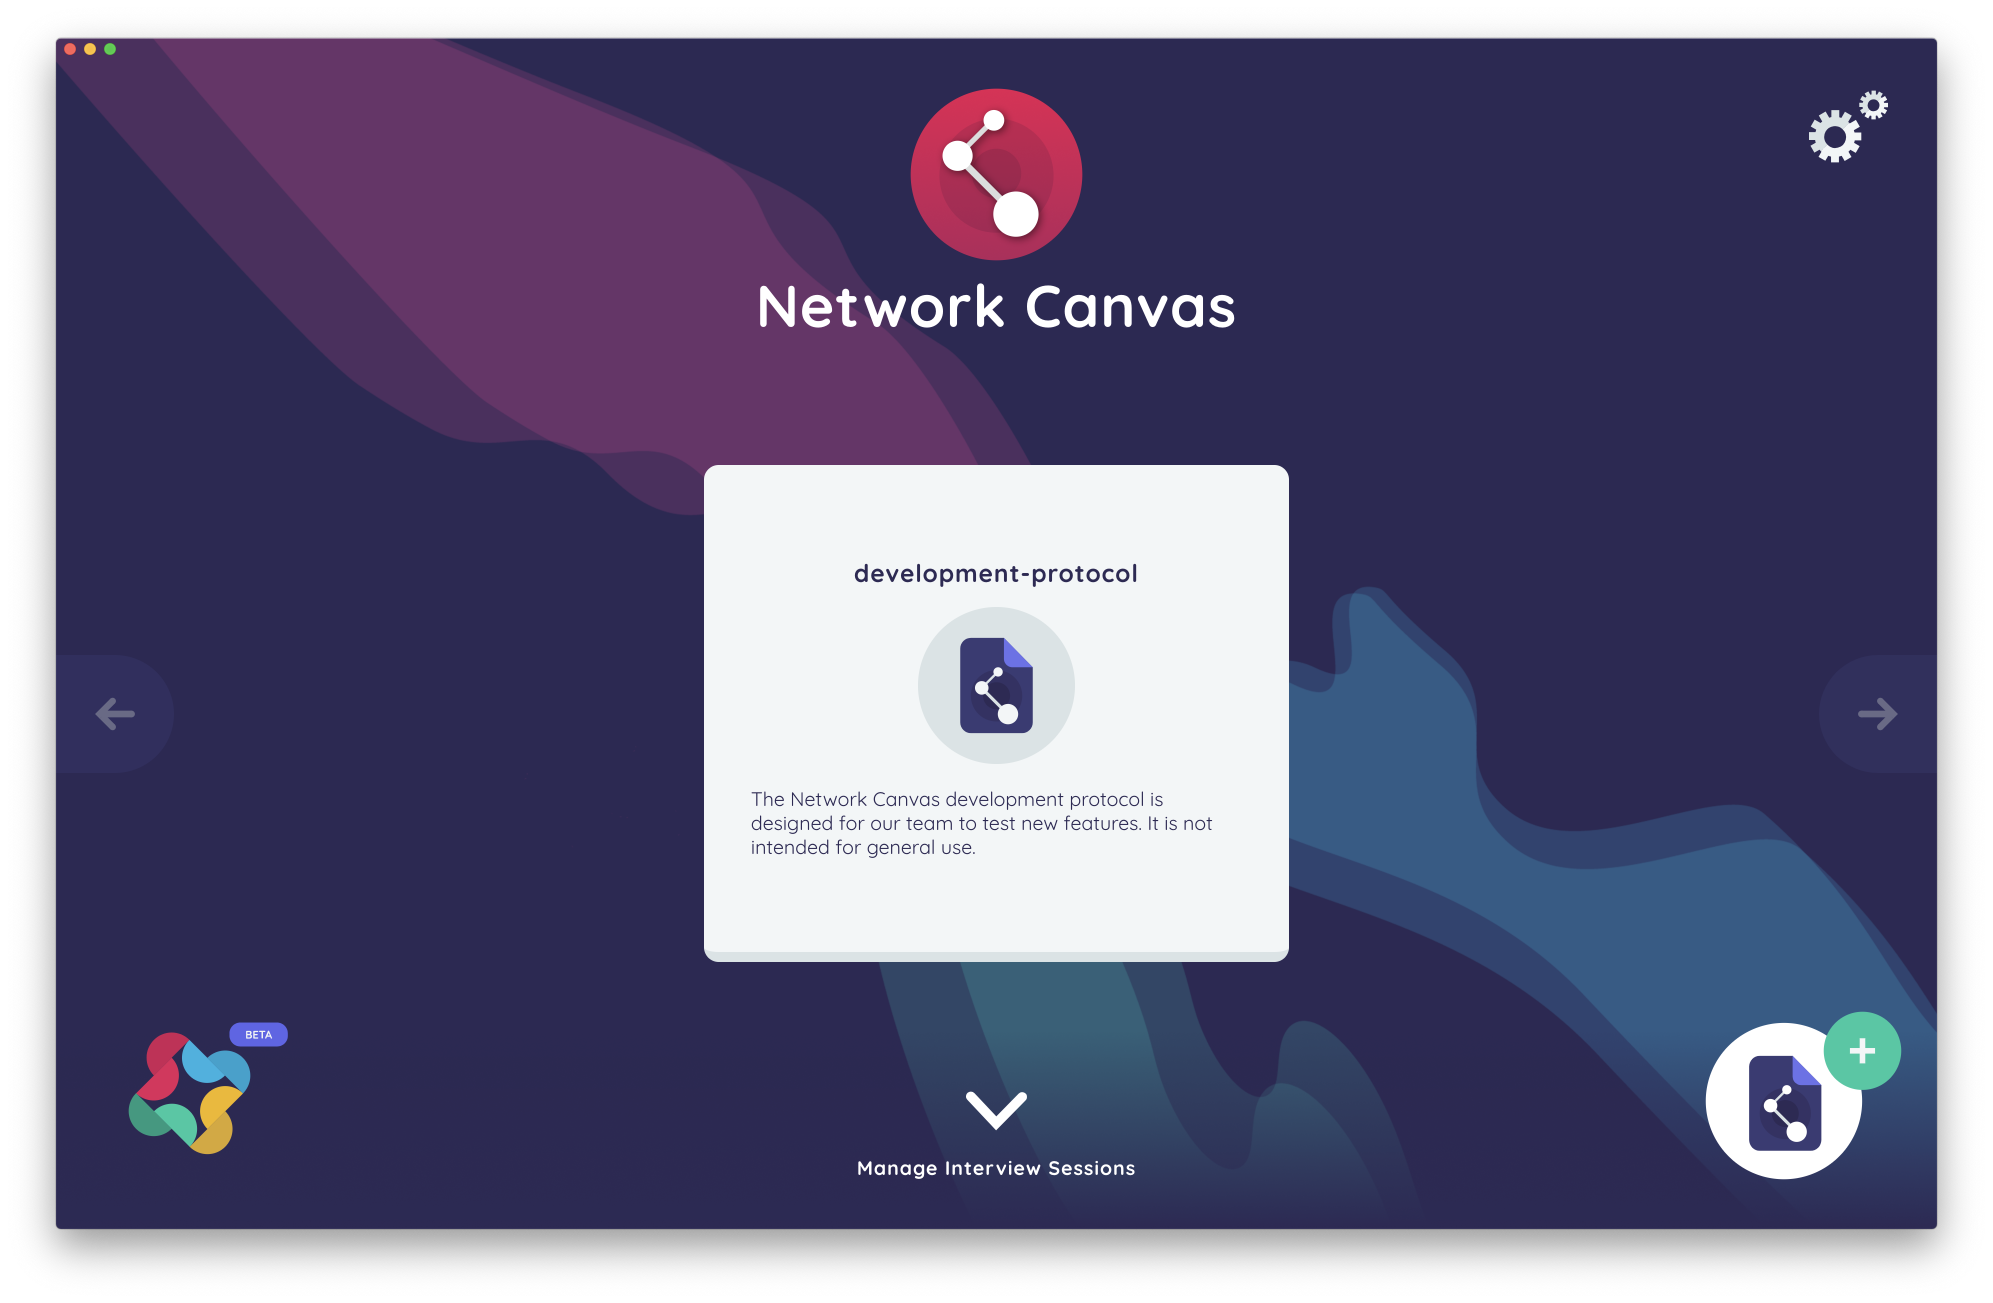 Network Canvas
development-protocol
The Network Canvas development protocol is
designed for our team to test new features. It is not
intended for general use.
BETA
Manage Interview Sessions